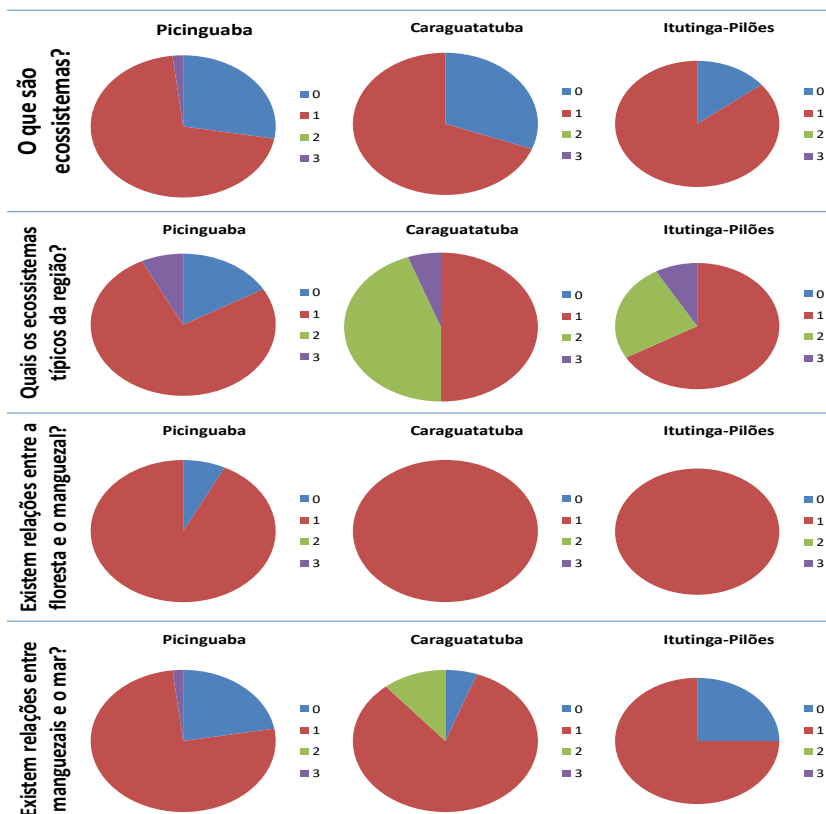 O que são
ecossistemas?
Picinguaba
0
1
2
3
Caraguatatuba
0
1
2
3
Itutinga-Pilões
0
1
2
3
Quais os ecossistemas
típicos da região?
Picinguaba
0
1
2
3
Caraguatatuba
0
1
2
3
Itutinga-Pilões
0
1
2
3
Existem relações entre a
floresta e o manguezal?
Picinguaba
0
1
2
3
Caraguatatuba
0
1
2
3
Itutinga-Pilões
0
1
2
3
Existem relações entre
manguezais e o mar?
Picinguaba
0
1
2
3
Caraguatatuba
0
1
2
3
Itutinga-Pilões
0
1
2
3